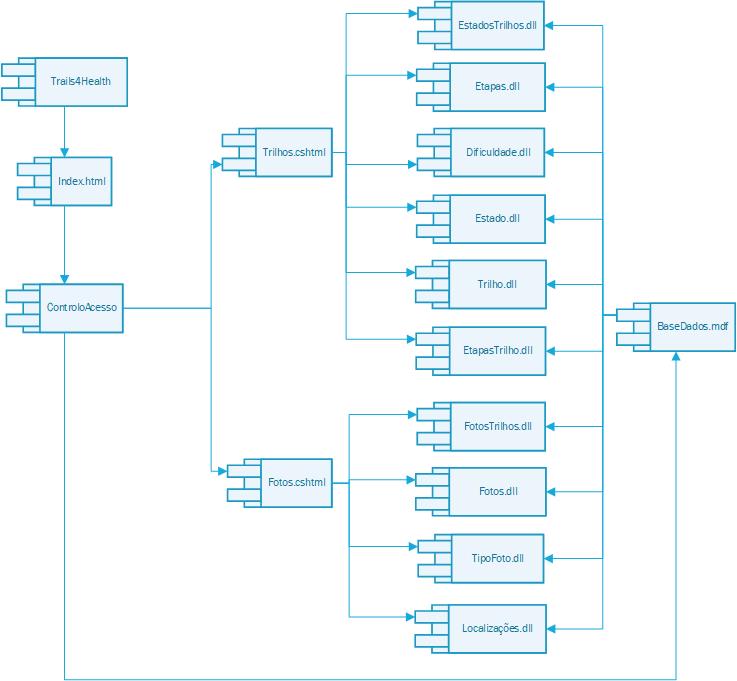 Trails4Health
Index.html
ControloAcesso
Trilhos.cshtml
Fotos.cshtml
EstadosTrilhos.dll
Etapas.dll
Dificuldade.dll
Estado.dll
Trilho.dll
EtapasTrilho.dll
FotosTrilhos.dll
Fotos.dll
TipoFoto.dll
Localizações.dll
BaseDados.mdf